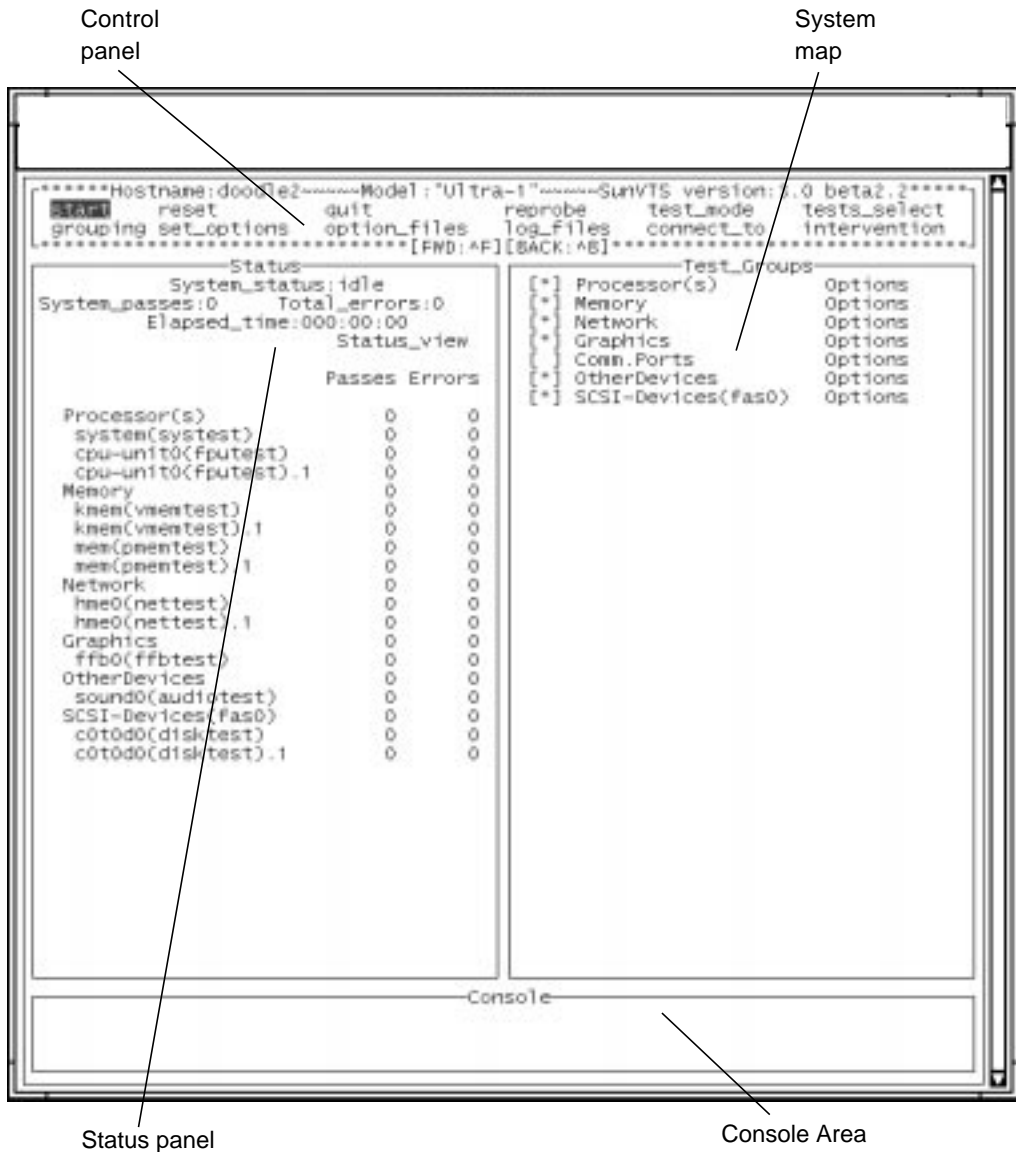 Control
panel
System
map
******Hostname:doodle2~~~~~Model:"Ultra-1"~~~~~SunVTS version:3.0 beta2.2*****
start reset quit reprobe test_mode tests_select
grouping set_options option_files log_files connect_to intervention
[FWD:^F][BACK:^B]
Status
System_status:idle
System_passes:0 Total_errors:0
Elapsed_time:000:00:00
Status_view
Passes Errors
Processor(s) 0 0
system(systest) 0 0
cpu-unit0(fputest) 0 0
cpu-unit0(fputest).1 0 0
Memory 0 0
kmem(vmemtest) 0 0
kmem(vmemtest).1 0 0
mem(pmemtest) 0 0
mem(pmemtest).1 0 0
Network 0 0
hme0(nettest) 0 0
hme0(nettest).1 0 0
Graphics 0 0
ffb0(ffbtest) 0 0
OtherDevices 0 0
sound0(audiotest) 0 0
SCSI-Devices(fas0) 0 0
c0t0d0(disktest) 0 0
c0t0d0(disktest).1 0 0
Test_Groups
[*] Processor(s) Options
[*] Memory Options
[*] Network Options
[*] Graphics Options
[ ] Comm.Ports Options
[*] OtherDevices Options
[*] SCSI-Devices(fas0) Options
Console
Status panel
Console Area